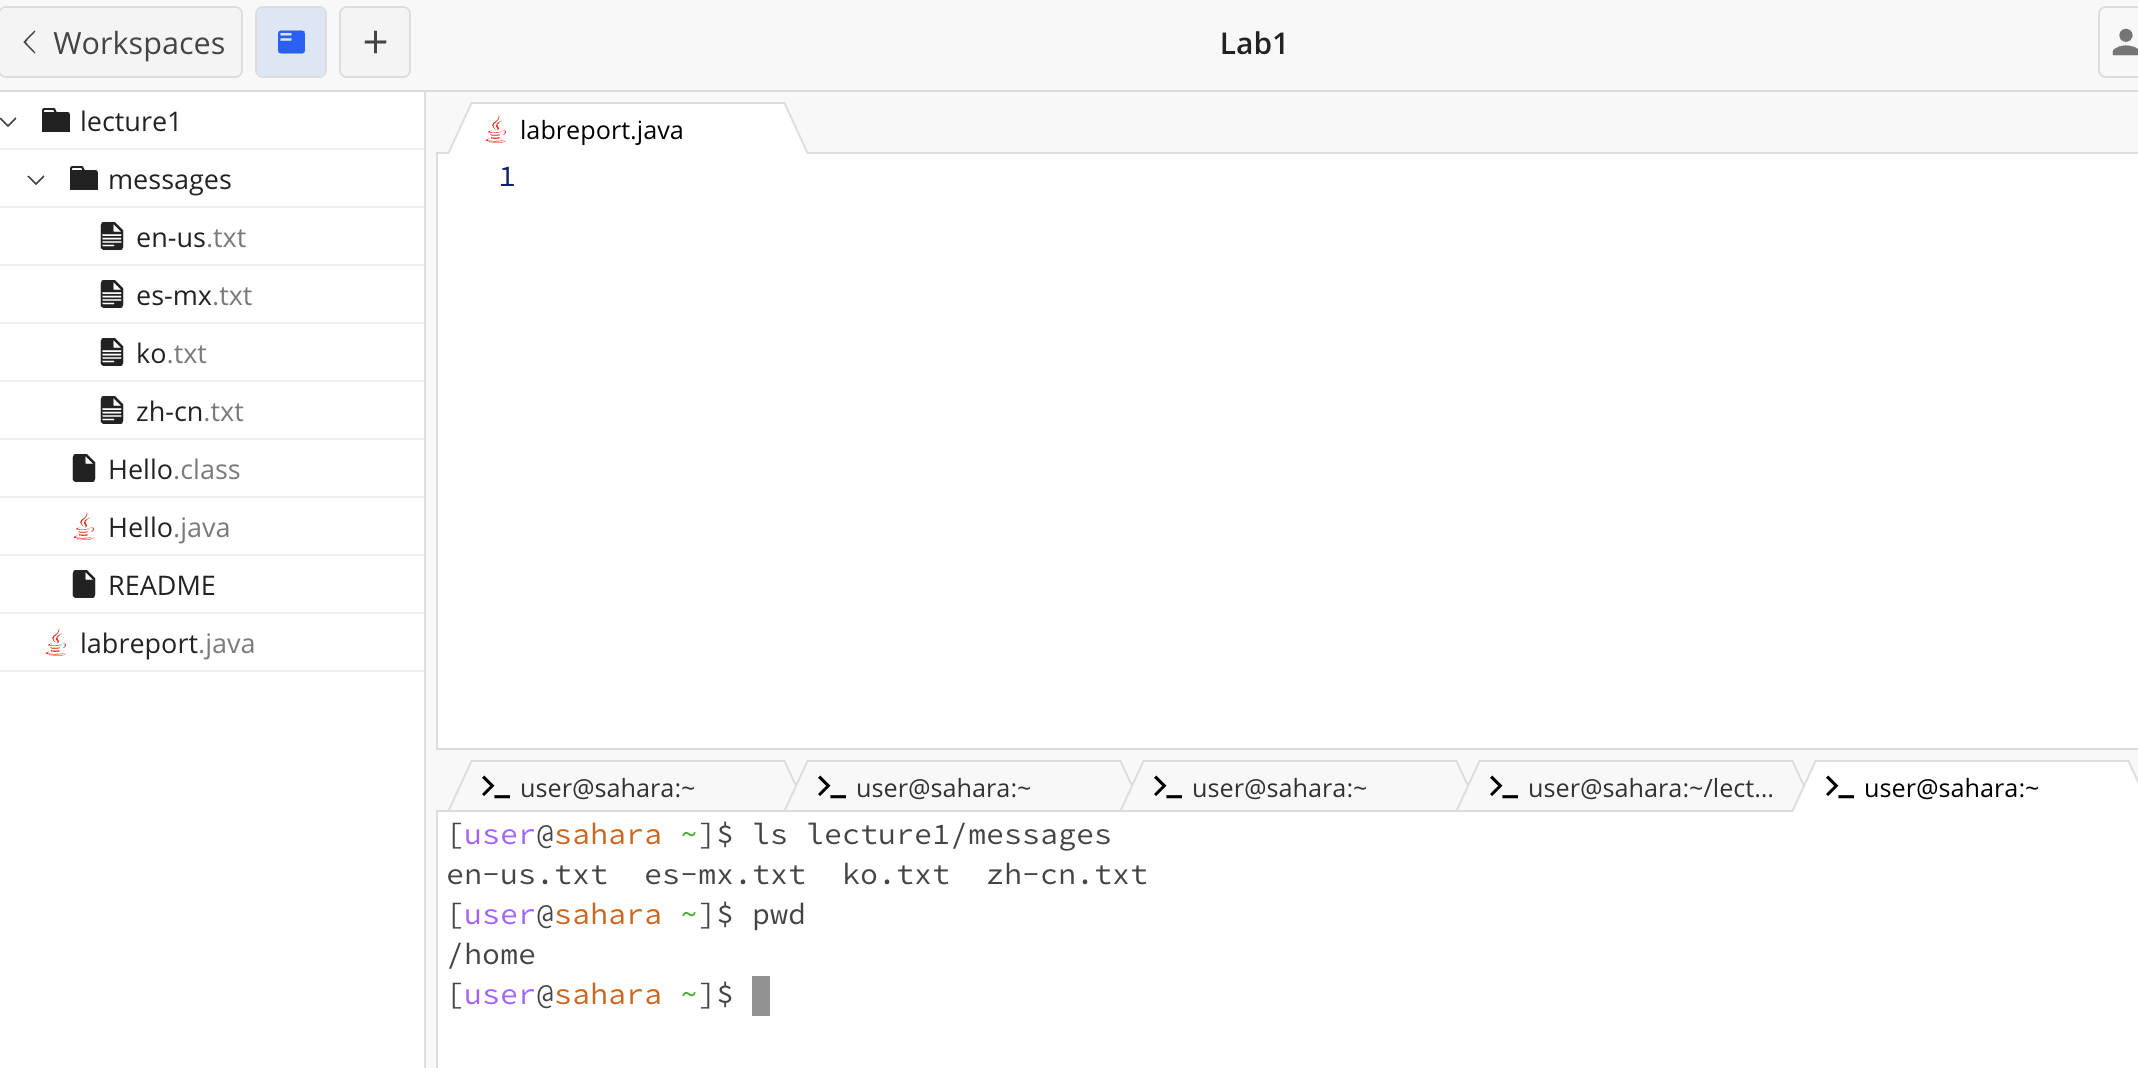 Workspaces
Lab1
lecture1
messages
en-us.txt
es-mx.txt
ko.txt
zh-cn.txt
Hello.class
Hello.java
README
labreport.java
labreport.java
1
user@sahara:~
user@sahara:~
user@sahara:~
user@sahara:~/lect...
user@sahara:~
[user@sahara ~]$ ls lecture1/messages
en-us.txt  es-mx.txt  ko.txt  zh-cn.txt
[user@sahara ~]$ pwd
/home
[user@sahara ~]$